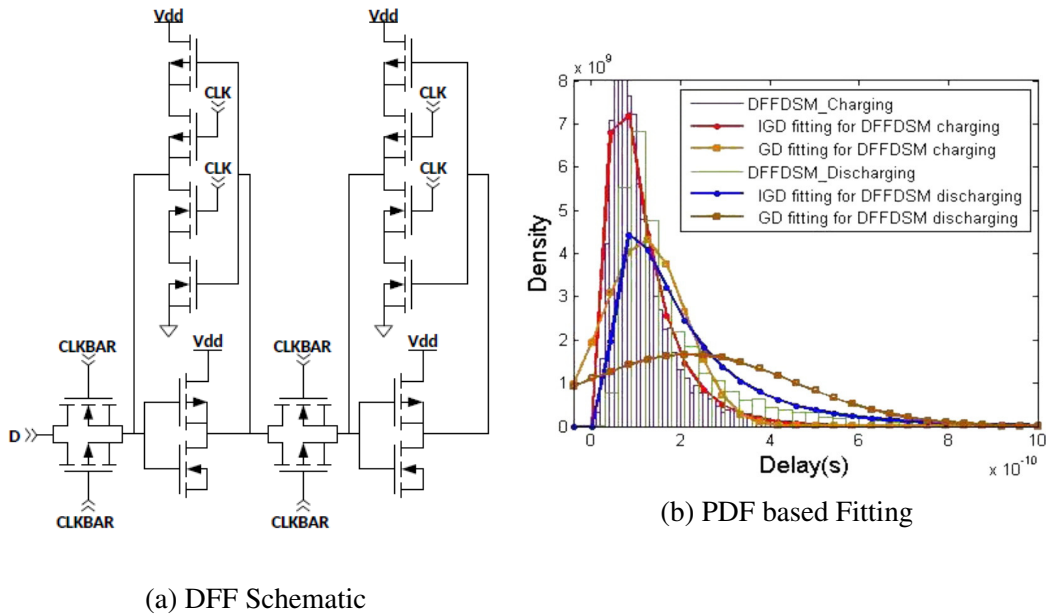 Vdd
Vdd
CLK
CLK
CLK
CLK
CLKBAR
Vdd
CLKBAR
Vdd
D
CLKBAR
CLKBAR
(a) DFF Schematic
× 10^9
8
7
6
5
4
3
2
1
0
Density
DFFDSM_Charging
IGD fitting for DFFDSM charging
GD fitting for DFFDSM charging
DFFDSM_Discharging
IGD fitting for DFFDSM discharging
GD fitting for DFFDSM discharging
0 2 4 6 8 10
Delay(s)
× 10^-10
(b) PDF based Fitting